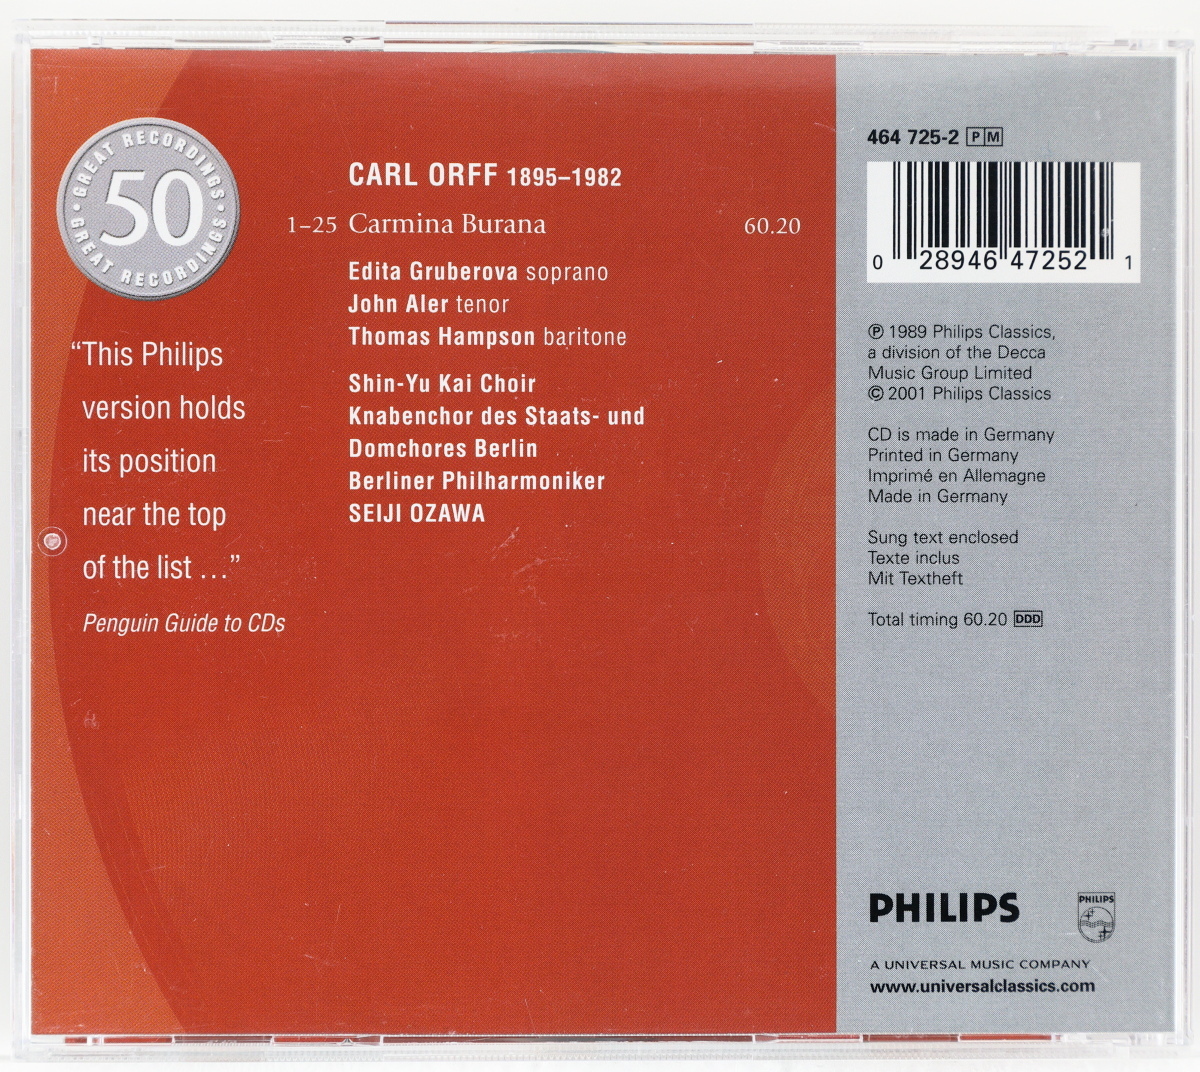 GREAT RECORDINGS
50
GREAT RECORDINGS
“This Philips
version holds
its position
near the top
of the list ...”
Penguin Guide to CDs
CARL ORFF 1895–1982
1–25 Carmina Burana 60.20
Edita Gruberova soprano
John Aler tenor
Thomas Hampson baritone
Shin-Yu Kai Choir
Knabenchor des Staats- und
Domchores Berlin
Berliner Philharmoniker
SEIJI OZAWA
464 725-2 P M
0 28946 47252 1
℗ 1989 Philips Classics,
a division of the Decca
Music Group Limited
© 2001 Philips Classics
CD is made in Germany
Printed in Germany
Imprimé en Allemagne
Made in Germany
Sung text enclosed
Texte inclus
Mit Textheft
Total timing 60.20 DDD
PHILIPS
PHILIPS
A UNIVERSAL MUSIC COMPANY
www.universalclassics.com